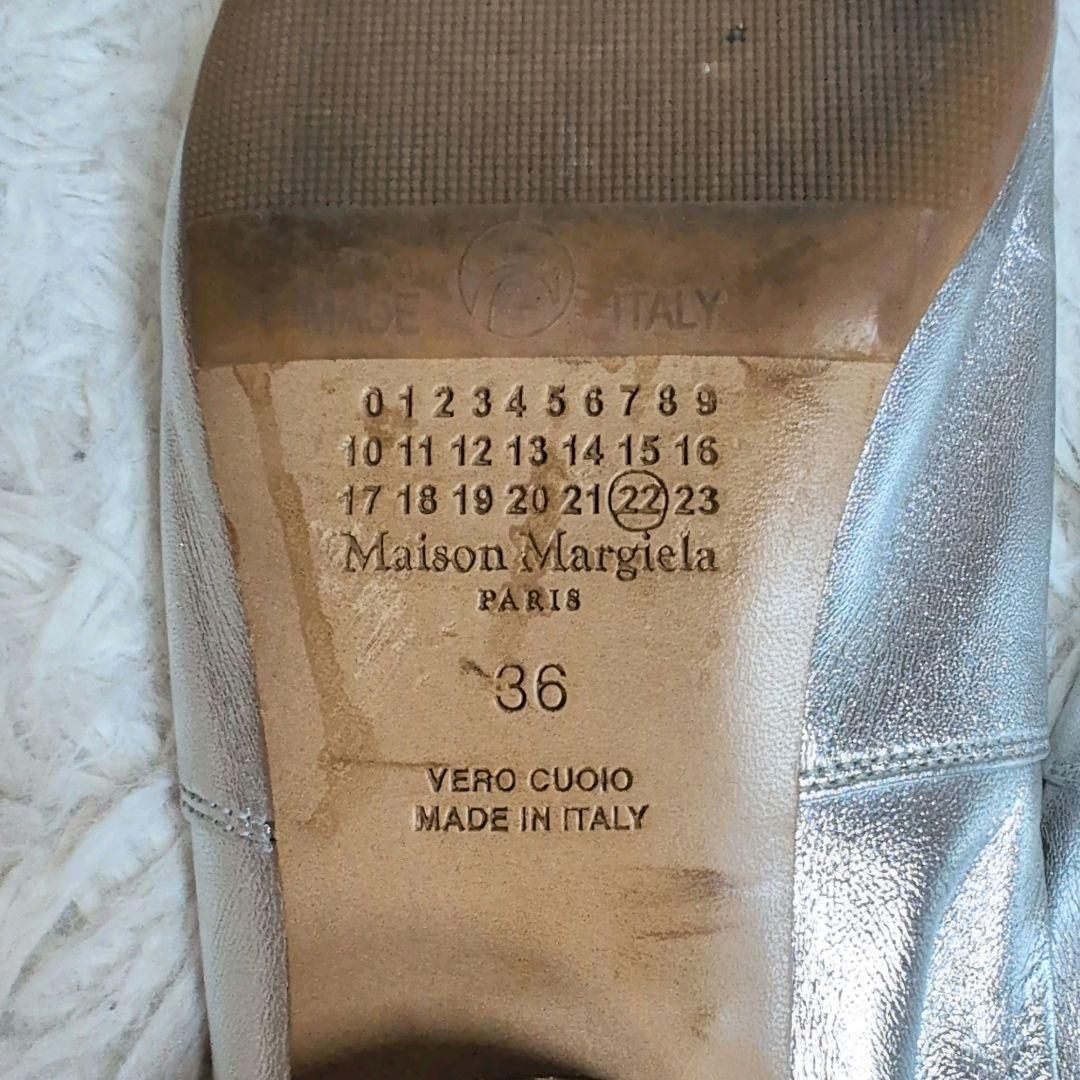 MADE ITALY
0 1 2 3 4 5 6 7 8 9
10 11 12 13 14 15 16
17 18 19 20 21 22 23
Maison Margiela
PARIS
36
VERO CUOIO
MADE IN ITALY